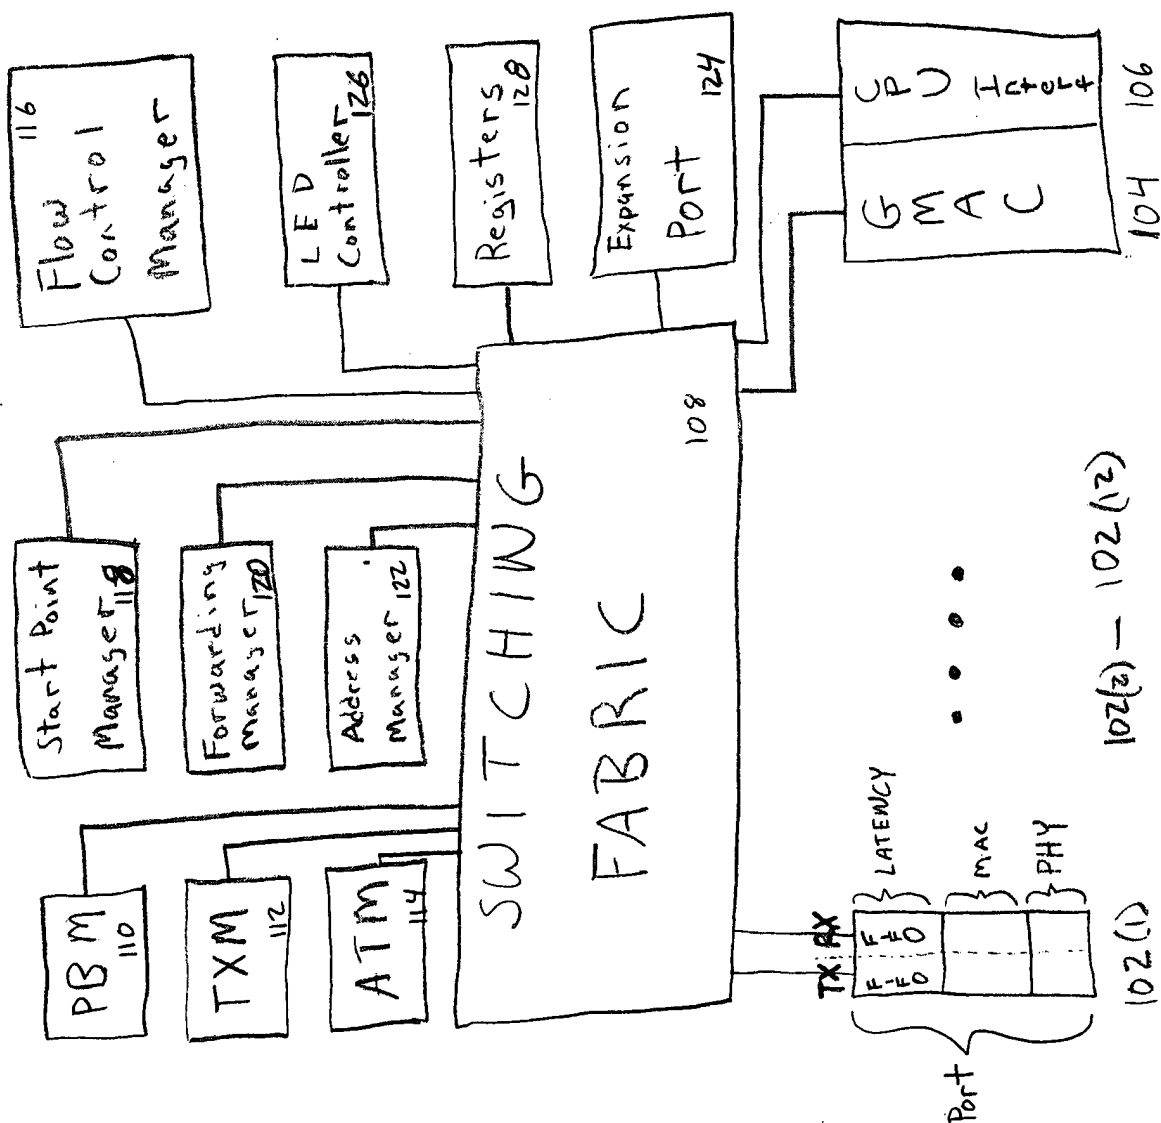 PBM
110
TXM
112
ATM
114
Start Point
Manager 118
Forwarding
Manager 120
Address
Manager 122
116
Flow
Control
Manager
LED
Controller 126
Registers
128
Expansion
Port
124
SWITCHING
FABRIC
108
CPU
Interf
106
GMAC
104
TX RX
FIFO
FIFO
LATENCY
MAC
PHY
Port
102(1)
102(2) — 102(12)